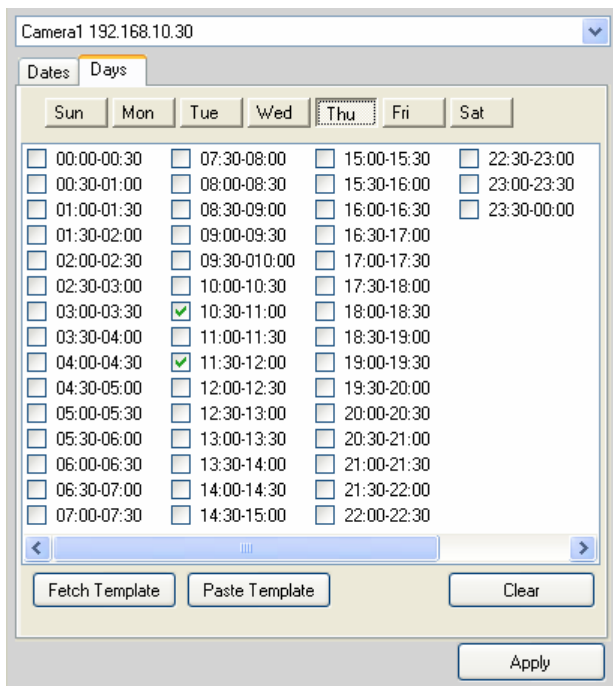 Camera1 192.168.10.30
Dates Days
Sun Mon Tue Wed Thu Fri Sat
00:00-00:30 07:30-08:00 15:00-15:30 22:30-23:00
00:30-01:00 08:00-08:30 15:30-16:00 23:00-23:30
01:00-01:30 08:30-09:00 16:00-16:30 23:30-00:00
01:30-02:00 09:00-09:30 16:30-17:00
02:00-02:30 09:30-010:00 17:00-17:30
02:30-03:00 10:00-10:30 17:30-18:00
03:00-03:30 10:30-11:00 18:00-18:30
03:30-04:00 11:00-11:30 18:30-19:00
04:00-04:30 11:30-12:00 19:00-19:30
04:30-05:00 12:00-12:30 19:30-20:00
05:00-05:30 12:30-13:00 20:00-20:30
05:30-06:00 13:00-13:30 20:30-21:00
06:00-06:30 13:30-14:00 21:00-21:30
06:30-07:00 14:00-14:30 21:30-22:00
07:00-07:30 14:30-15:00 22:00-22:30
Fetch Template Paste Template Clear
Apply